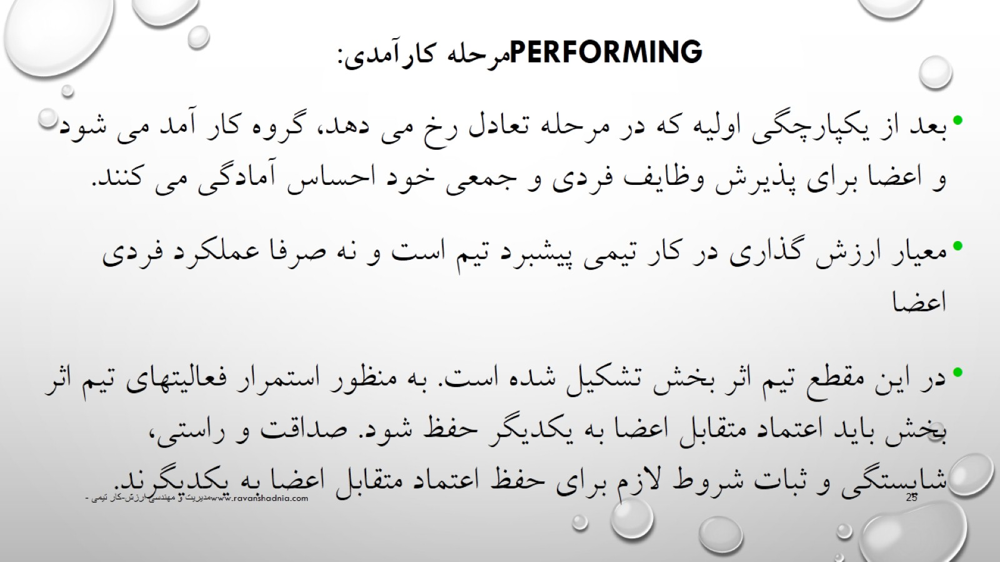 PERFORMINGمرحله کارآمدی:
بعد از یکپارچگی اولیه که در مرحله تعادل رخ می دهد، گروه کار آمد می شود
و اعضا برای پذیرش وظایف فردی و جمعی خود احساس آمادگی می کنند.
معیار ارزش گذاری در کار تیمی پیشبرد تیم است و نه صرفا عملکرد فردی
اعضا
در این مقطع تیم اثر بخش تشکیل شده است. به منظور استمرار فعالیتهای تیم اثر
بخش باید اعتماد متقابل اعضا به یکدیگر حفظ شود. صداقت و راستی،
شایستگی و ثبات شروط لازم برای حفظ اعتماد متقابل اعضا به یکدیگرند.
www.ravanshadnia.comمدیریت و مهندسی ارزش-کار تیمی -
25